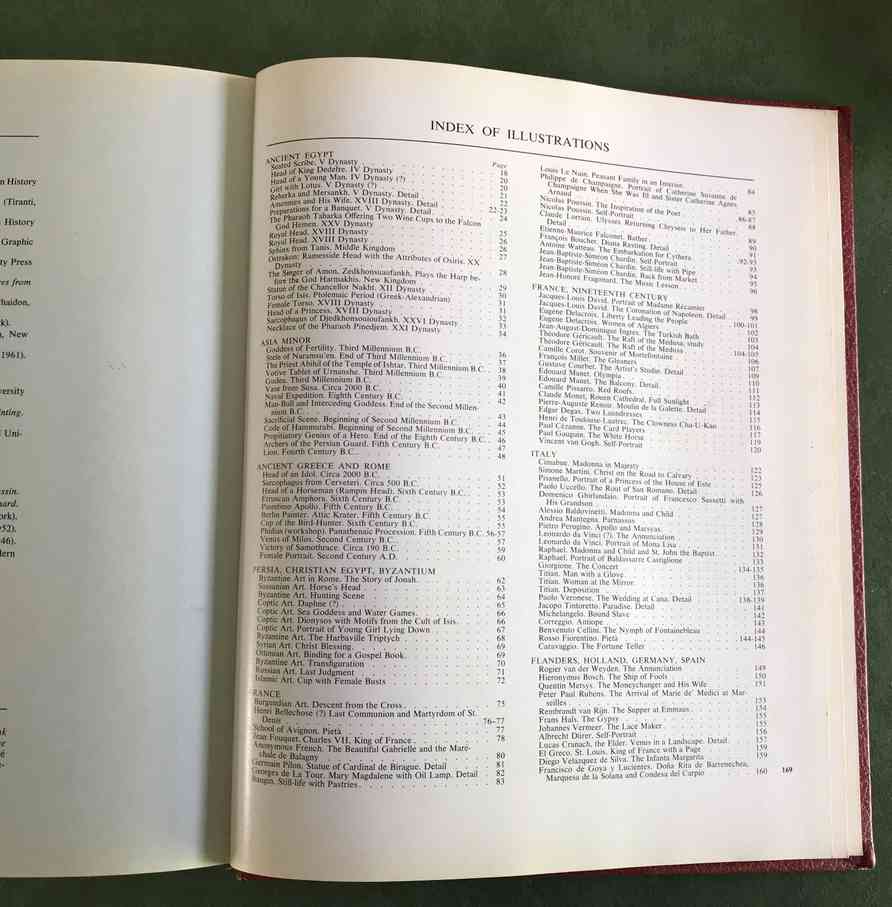 n History
(Tiranti,
History
Graphic
ty Press
res from
haidon,
k).
, New
1961).
versity
inting.
Uni-
ssin.
ard.
ork).
952).
946).
dern
INDEX OF ILLUSTRATIONS
Page
ANCIENT EGYPT
Seated Scribe. V Dynasty 18
Head of King Dedefre. IV Dynasty 20
Head of a Young Man. IV Dynasty (?) 20
Girl with Lotus. V Dynasty (?)
Reherka and Mersankh. V Dynasty. Detail 21
Amenmes and His Wife. XVIII Dynasty. Detail 22
Preparations for a Banquet. V Dynasty. Detail 22-23
The Pharaoh Tabarka Offering Two Wine Cups to the Falcon
God Hemen. XXV Dynasty 24
Royal Head. XVIII Dynasty 25
Royal Head. XVIII Dynasty 26
Sphinx from Tanis. Middle Kingdom 26
Ostrakon: Ramesside Head with the Attributes of Osiris. XX
Dynasty 27
The Singer of Amon, Zedkhonsouaofankh, Plays the Harp be-
fore the God Harmakhis. New Kingdom 28
Statue of the Chancellor Nakht. XII Dynasty 29
Torso of Isis. Ptolemaic Period (Greek-Alexandrian) 30
Female Torso. XVIII Dynasty 31
Head of a Princess. XVIII Dynasty 31
Sarcophagus of Djedkhonsouioufankh. XXVI Dynasty
Necklace of the Pharaoh Pinedjem. XXI Dynasty 34
ASIA MINOR
Goddess of Fertility. Third Millennium B.C. 36
Stele of Naramsu'en. End of Third Millennium B.C. 37
The Priest Abihil of the Temple of Ishtar. Third Millennium B.C. 38
Votive Tablet of Urnanshe. Third Millennium B.C. 39
Gudea. Third Millennium B.C. 40
Vase from Susa. Circa 2000 B.C. 41
Naval Expedition. Eighth Century B.C. 42
Man-Bull and Interceding Goddess. End of the Second Millen-
nium B.C. 43
Sacrificial Scene. Beginning of Second Millennium B.C. 44
Code of Hammurabi. Beginning of Second Millennium B.C. 45
Propitiatory Genius of a Hero. End of the Eighth Century B.C. 46
Archers of the Persian Guard. Fifth Century B.C. 47
Lion. Fourth Century B.C. 48
ANCIENT GREECE AND ROME
Head of an Idol. Circa 2000 B.C. 51
Sarcophagus from Cerveteri. Circa 500 B.C. 52
Head of a Horseman (Rampin Head). Sixth Century B.C. 53
Etruscan Amphora. Sixth Century B.C. 53
Piombino Apollo. Fifth Century B.C. 54
Berlin Painter. Attic Krater. Fifth Century B.C. 55
Cup of the Bird-Hunter. Sixth Century B.C. 55
Phidias (workshop). Panathenaic Procession. Fifth Century B.C. 56-57
Venus of Milos. Second Century B.C. 57
Victory of Samothrace. Circa 190 B.C. 59
Female Portrait. Second Century A.D. 60
PERSIA, CHRISTIAN EGYPT, BYZANTIUM
Byzantine Art in Rome. The Story of Jonah 62
Sassanian Art. Horse's Head 63
Byzantine Art. Hunting Scene 64
Coptic Art. Daphne (?) 65
Coptic Art. Sea Goddess and Water Games 66
Coptic Art. Dionysos with Motifs from the Cult of Isis 66
Coptic Art. Portrait of Young Girl Lying Down 67
Byzantine Art. The Harbaville Triptych 68
Syrian Art. Christ Blessing 69
Ottonian Art. Binding for a Gospel Book 69
Byzantine Art. Transfiguration 70
Russian Art. Last Judgment 71
Islamic Art. Cup with Female Busts 72
FRANCE
Burgundian Art. Descent from the Cross 75
Henri Bellechose (?) Last Communion and Martyrdom of St.
Denis 76-77
School of Avignon. Pietà 77
Jean Fouquet. Charles VII, King of France 78
Anonymous French. The Beautiful Gabrielle and the Maré-
chale de Balagny 80
Germain Pilon. Statue of Cardinal de Birague. Detail 81
Georges de La Tour. Mary Magdalene with Oil Lamp. Detail 82
Baugin. Still-life with Pastries 83
Louis Le Nain. Peasant Family in an Interior 84
Philippe de Champaigne. Portrait of Catherine Suzanne de
Champaigne When She Was Ill and Sister Catherine Agnès
Arnaud 85
Nicolas Poussin. The Inspiration of the Poet 86-87
Nicolas Poussin. Self-Portrait 88
Claude Lorrain. Ulysses Returning Chryseis to Her Father.
Detail 89
Etienne-Maurice Falconet. Bather 90
François Boucher. Diana Resting. Detail 91
Antoine Watteau. The Embarkation for Cythera 92-93
Jean-Baptiste-Siméon Chardin. Self-Portrait 93
Jean-Baptiste-Siméon Chardin. Still-life with Pipe 94
Jean-Baptiste-Siméon Chardin. Back from Market 95
Jean-Honoré Fragonard. The Music Lesson 96
FRANCE, NINETEENTH CENTURY
Jacques-Louis David. Portrait of Madame Récamier 98
Jacques-Louis David. The Coronation of Napoleon. Detail 99
Eugène Delacroix. Liberty Leading the People 100-101
Eugène Delacroix. Women of Algiers 102
Jean-Auguste-Dominique Ingres. The Turkish Bath 103
Théodore Géricault. The Raft of the Medusa, study 104
Théodore Géricault. The Raft of the Medusa 104-105
Camille Corot. Souvenir of Mortefontaine 106
François Millet. The Gleaners 107
Gustave Courbet. The Artist's Studio. Detail 109
Edouard Manet. Olympia 110
Edouard Manet. The Balcony. Detail 111
Camille Pissarro. Red Roofs 112
Claude Monet. Rouen Cathedral, Full Sunlight 113
Pierre-Auguste Renoir. Moulin de la Galette. Detail 114
Edgar Degas. Two Laundresses 115
Henri de Toulouse-Lautrec. The Clowness Cha-U-Kao 116
Paul Cézanne. The Card Players 117
Paul Gauguin. The White Horse 119
Vincent van Gogh. Self-Portrait 120
ITALY
Cimabue. Madonna in Majesty 122
Simone Martini. Christ on the Road to Calvary 123
Pisanello. Portrait of a Princess of the House of Este 125
Paolo Uccello. The Rout of San Romano. Detail 126
Domenico Ghirlandaio. Portrait of Francesco Sassetti with
His Grandson 127
Alessio Baldovinetti. Madonna and Child 127
Andrea Mantegna. Parnassus 128
Pietro Perugino. Apollo and Marsyas 129
Leonardo da Vinci (?). The Annunciation 130
Leonardo da Vinci. Portrait of Mona Lisa 131
Raphael. Madonna and Child and St. John the Baptist 132
Raphael. Portrait of Baldassarre Castiglione 133
Giorgione. The Concert 134-135
Titian. Man with a Glove 136
Titian. Woman at the Mirror 136
Titian. Deposition 137
Paolo Veronese. The Wedding at Cana. Detail 138-139
Jacopo Tintoretto. Paradise. Detail 141
Michelangelo. Bound Slave 142
Correggio. Antiope 143
Benvenuto Cellini. The Nymph of Fontainebleau 144
Rosso Fiorentino. Pietà 144-145
Caravaggio. The Fortune Teller 146
FLANDERS, HOLLAND, GERMANY, SPAIN
Rogier van der Weyden. The Annunciation 149
Hieronymus Bosch. The Ship of Fools 150
Quentin Metsys. The Moneychanger and His Wife 151
Peter Paul Rubens. The Arrival of Marie de' Medici at Mar-
seilles 153
Rembrandt van Rijn. The Supper at Emmaus 154
Frans Hals. The Gypsy 155
Johannes Vermeer. The Lace Maker 155
Albrecht Dürer. Self-Portrait 156
Lucas Cranach, the Elder. Venus in a Landscape. Detail 157
El Greco. St. Louis, King of France with a Page 159
Diego Velazquez de Silva. The Infanta Margarita 159
Francisco de Goya y Lucientes. Doña Rita de Barrenechea,
Marquesa de la Solana and Condesa del Carpio 160
169